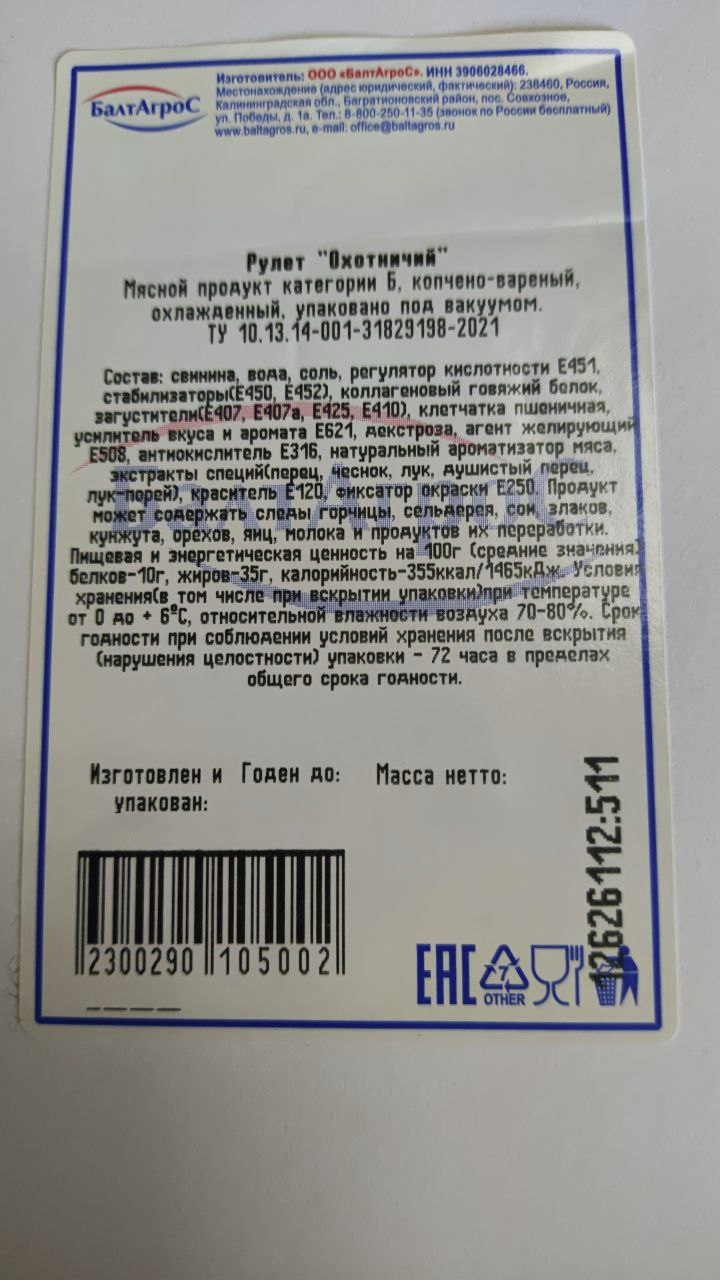 БалтАгроС
Изготовитель: ООО «БалтАгроС». ИНН 3906028466.
Местонахождение (адрес юридический, фактический): 238460, Россия,
Калининградская обл., Багратионовский район, пос. Совхозное,
ул. Победы, д. 1а. Тел.: 8-800-250-11-35 (звонок по России бесплатный)
www.baltagros.ru, e-mail: office@baltagros.ru
Рулет "Охотничий"
Мясной продукт категории Б, копчено-вареный,
охлажденный, упаковано под вакуумом.
ТУ 10.13.14-001-31829198-2021
Состав: свинина, вода, соль, регулятор кислотности Е451,
стабилизаторы(Е450, Е452), коллагеновый говяжий белок,
загустители(Е407, Е407а, Е425, Е410), клетчатка пшеничная,
усилитель вкуса и аромата Е621, декстроза, агент желирующий
Е508, антиокислитель Е316, натуральный ароматизатор мяса,
экстракты специй(перец, чеснок, лук, душистый перец,
лук-порей), краситель Е120, фиксатор окраски Е250. Продукт
может содержать следы горчицы, сельдерея, сои, злаков,
кунжута, орехов, яиц, молока и продуктов их переработки.
Пищевая и энергетическая ценность на 100г (средние значения)
белков-10г, жиров-35г, калорийность-355ккал/1465кДж. Условия
хранения(в том числе при вскрытии упаковки)при температуре
от 0 до + 6ºС, относительной влажности воздуха 70-80%. Срок
годности при соблюдении условий хранения после вскрытия
(нарушения целостности) упаковки - 72 часа в пределах
общего срока годности.
Изготовлен и Годен до: Масса нетто:
упакован:
12626112:511
2300290 105002
EAC 7 OTHER